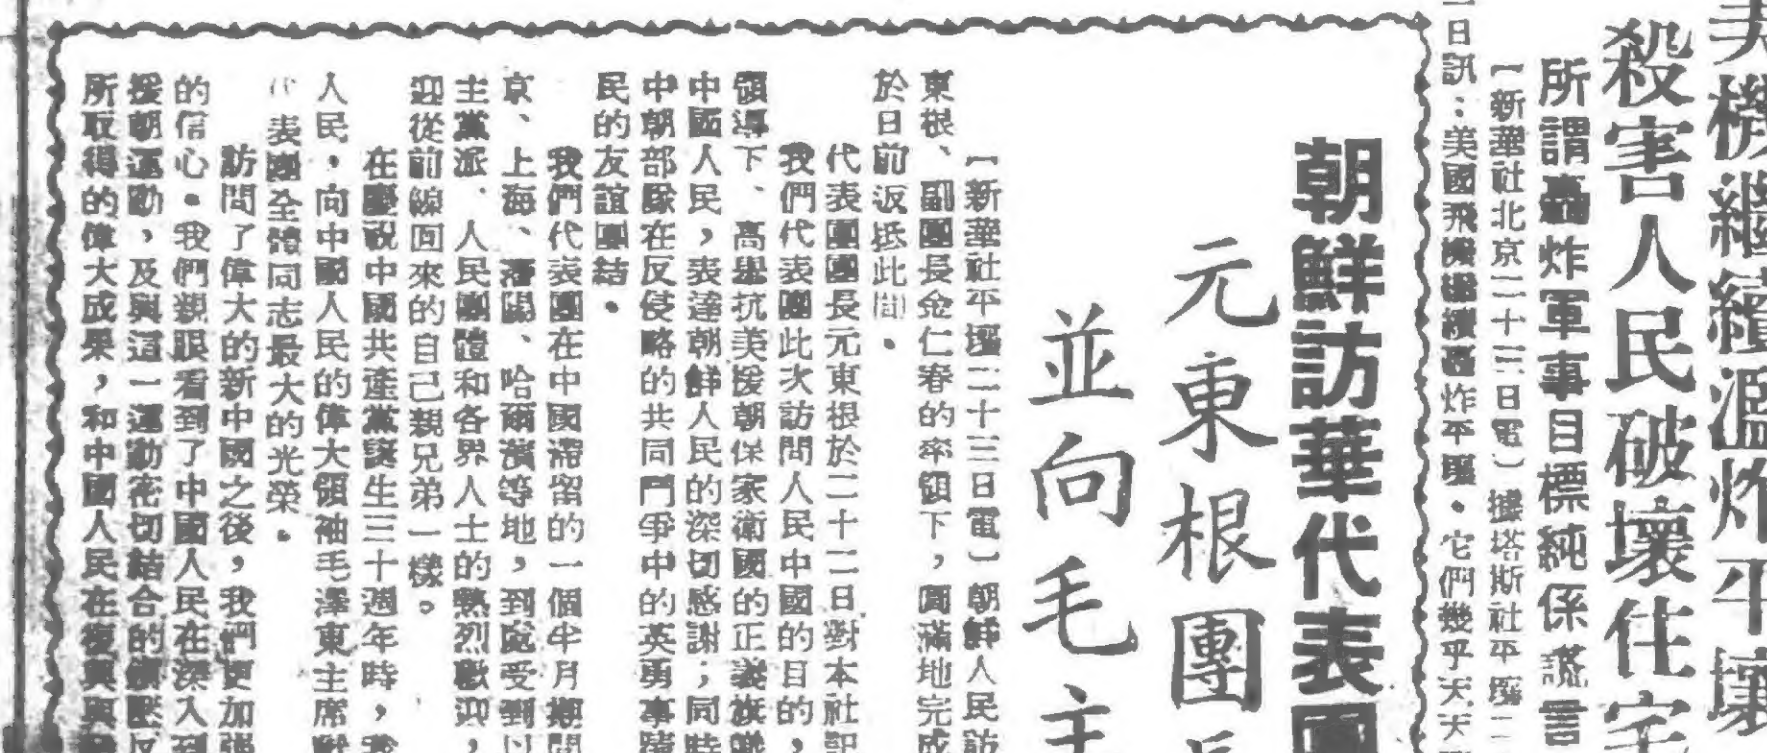 美機繼續濫炸平壤
殺害人民破壞住宅
所謂轟炸軍事目標純係謊言
【新華社北京二十三日電】據塔斯社平壤二
日訊：美國飛機繼續轟炸平壤。它們幾乎天天
朝鮮訪華代表團
元東根團長
並向毛主
【新華社平壤二十三日電】朝鮮人民訪
東根、副團長金仁春的率領下，圓滿地完成
於日前返抵此間。
代表團團長元東根於二十二日對本社記
我們代表團此次訪問人民中國的目的，
領導下、高舉抗美援朝保家衛國的正義旗幟
中國人民，表達朝鮮人民的深切感謝；同時
中朝部隊在反侵略的共同鬥爭中的英勇事蹟
民的友誼團結。
我們代表團在中國滯留的一個半月期間
京、上海、瀋陽、哈爾濱等地，到處受到以
主黨派、人民團體和各界人士的熱烈歡迎，
迎從前線回來的自己親兄弟一樣。
在慶祝中國共產黨誕生三十週年時，我
人民，向中國人民的偉大領袖毛澤東主席獻
代表團全體同志最大的光榮。
訪問了偉大的新中國之後，我們更加強
的信心。我們親眼看到了中國人民在深入到
援朝運動，及與這一運動密切結合的鎮壓反
所取得的偉大成果，和中國人民在復興與